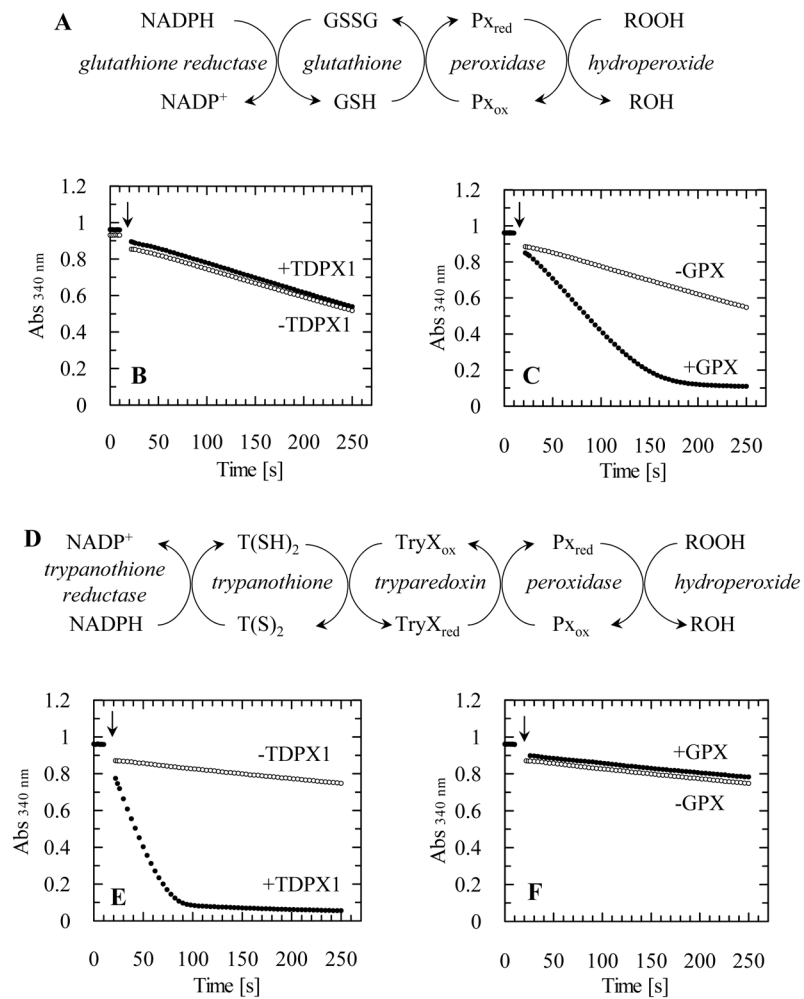 A
NADPH GSSG Px_red ROOH
glutathione reductase glutathione peroxidase hydroperoxide
NADP⁺ GSH Px_ox ROH
1.2
1
0.8
0.6
0.4
0.2
0
Abs 340 nm
+TDPX1
-TDPX1
B
0 50 100 150 200 250
Time [s]
1.2
1
0.8
0.6
0.4
0.2
0
Abs 340 nm
-GPX
+GPX
C
0 50 100 150 200 250
Time [s]
D
NADP⁺ T(SH)₂ TryX_ox Px_red ROOH
trypanothione
reductase trypanothione tryparedoxin peroxidase hydroperoxide
NADPH T(S)₂ TryX_red Px_ox ROH
1.2
1
0.8
0.6
0.4
0.2
0
Abs 340 nm
-TDPX1
+TDPX1
E
0 50 100 150 200 250
Time [s]
1.2
1
0.8
0.6
0.4
0.2
0
Abs 340 nm
+GPX
-GPX
F
0 50 100 150 200 250
Time [s]